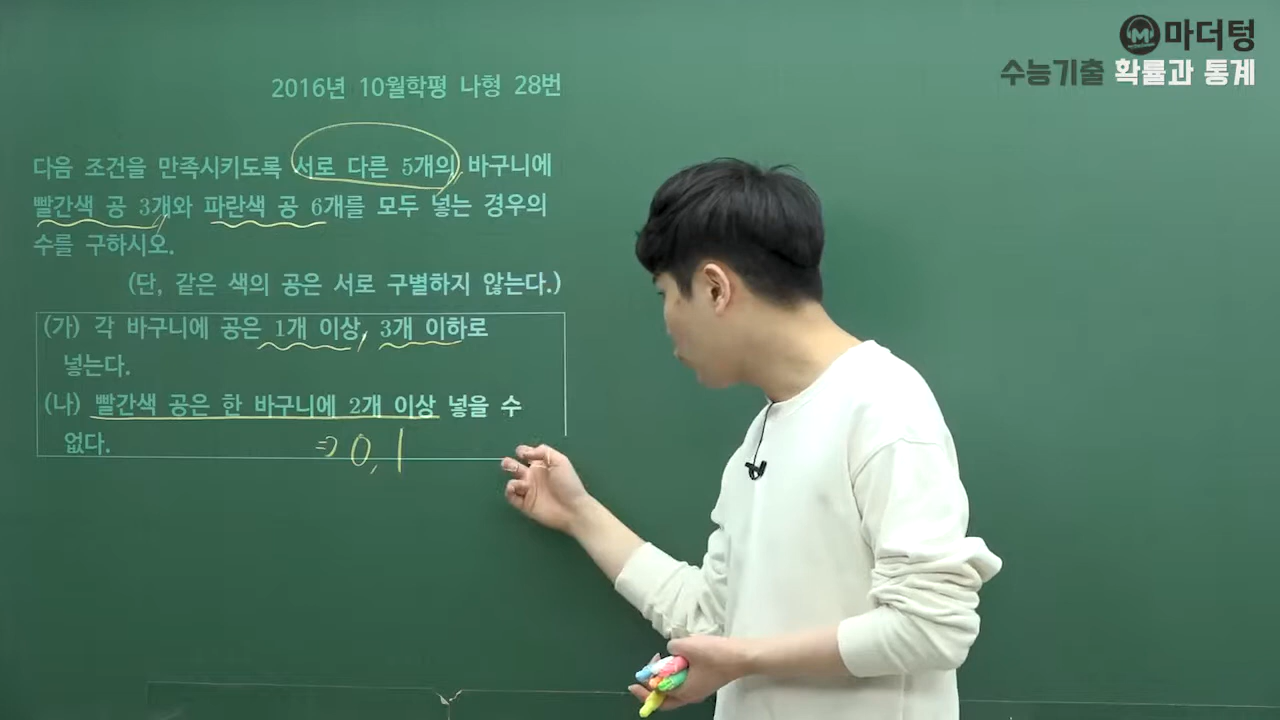 마더텅
수능기출 확률과 통계
2016년 10월학평 나형 28번
다음 조건을 만족시키도록 서로 다른 5개의 바구니에
빨간색 공 3개와 파란색 공 6개를 모두 넣는 경우의
수를 구하시오.
(단, 같은 색의 공은 서로 구별하지 않는다.)
(가) 각 바구니에 공은 1개 이상, 3개 이하로
넣는다.
(나) 빨간색 공은 한 바구니에 2개 이상 넣을 수
없다.
⇒ 0, 1